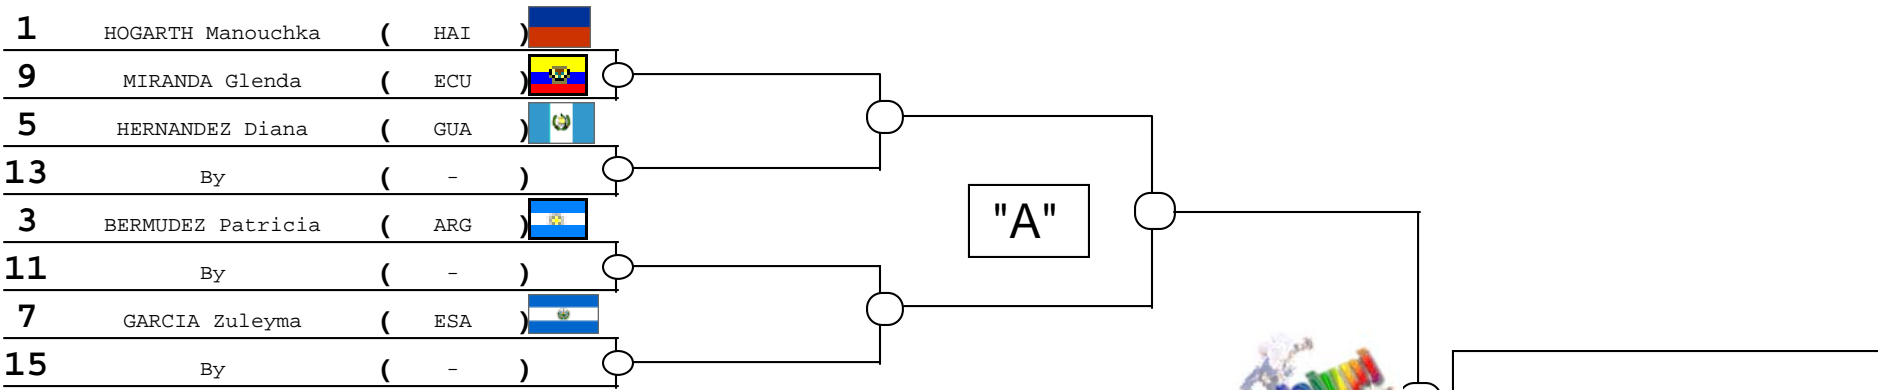 1 HOGARTH Manouchka ( HAI )
9 MIRANDA Glenda ( ECU )
5 HERNANDEZ Diana ( GUA )
13 By ( - )
3 BERMUDEZ Patricia ( ARG )
"A"
11 By ( - )
7 GARCIA Zuleyma ( ESA )
15 By ( - )